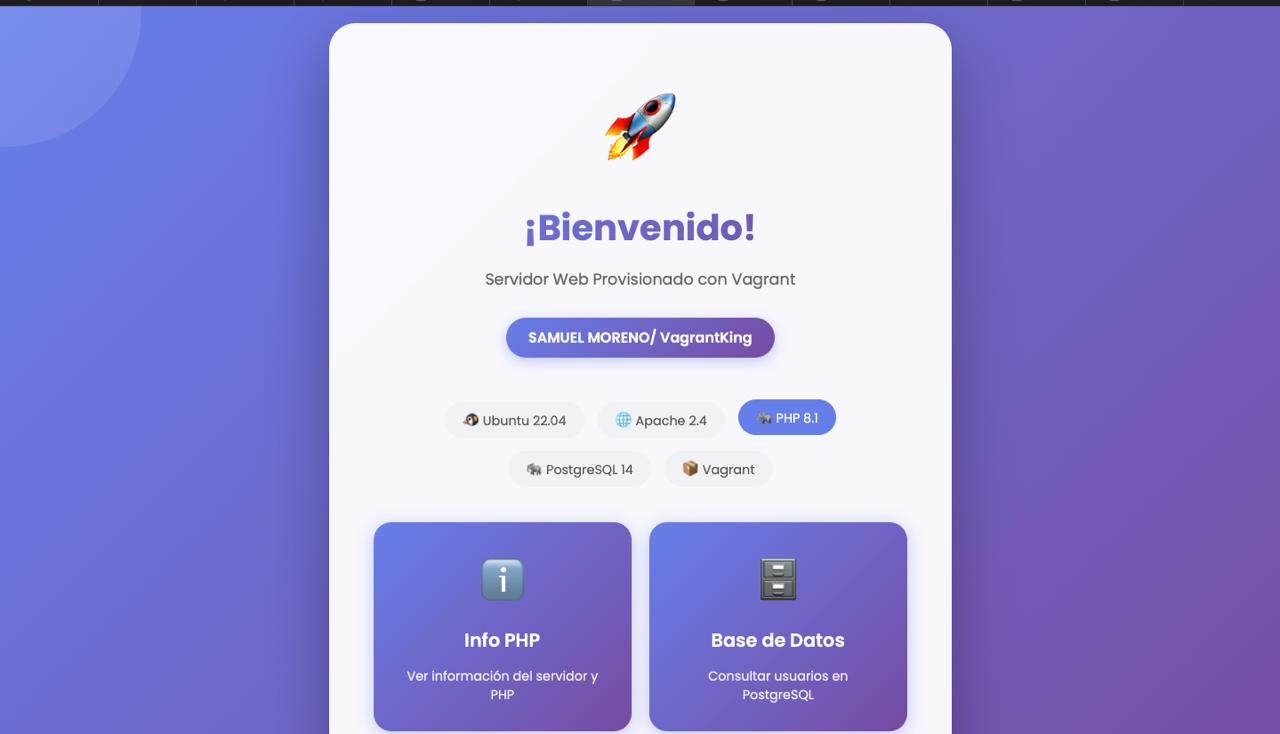 ¡Bienvenido!
Servidor Web Provisionado con Vagrant
SAMUEL MORENO/ VagrantKing
Ubuntu 22.04
Apache 2.4
PHP 8.1
PostgreSQL 14
Vagrant
Info PHP
Ver información del servidor y
PHP
Base de Datos
Consultar usuarios en
PostgreSQL